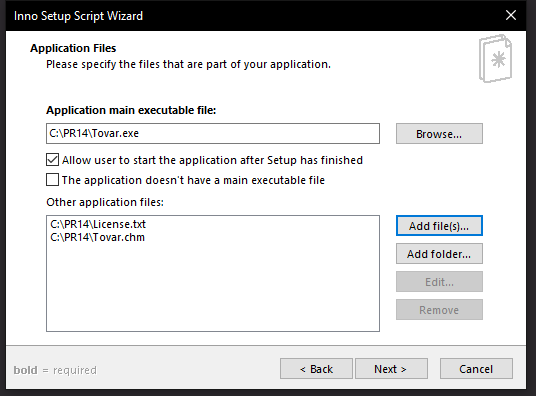 Inno Setup Script Wizard
Application Files
Please specify the files that are part of your application.
Application main executable file:
C:\PR14\Tovar.exe
Browse...
Allow user to start the application after Setup has finished
The application doesn't have a main executable file
Other application files:
C:\PR14\License.txt
C:\PR14\Tovar.chm
Add file(s)...
Add folder...
Edit...
Remove
bold = required
< Back
Next >
Cancel